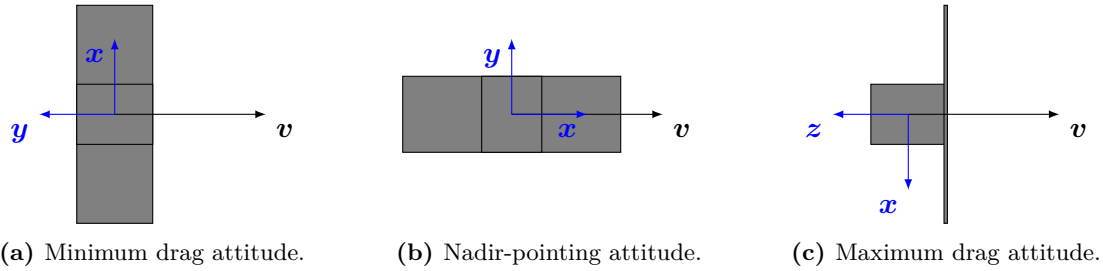 x
y
v
(a) Minimum drag attitude.
y
x
v
(b) Nadir-pointing attitude.
z
v
x
(c) Maximum drag attitude.